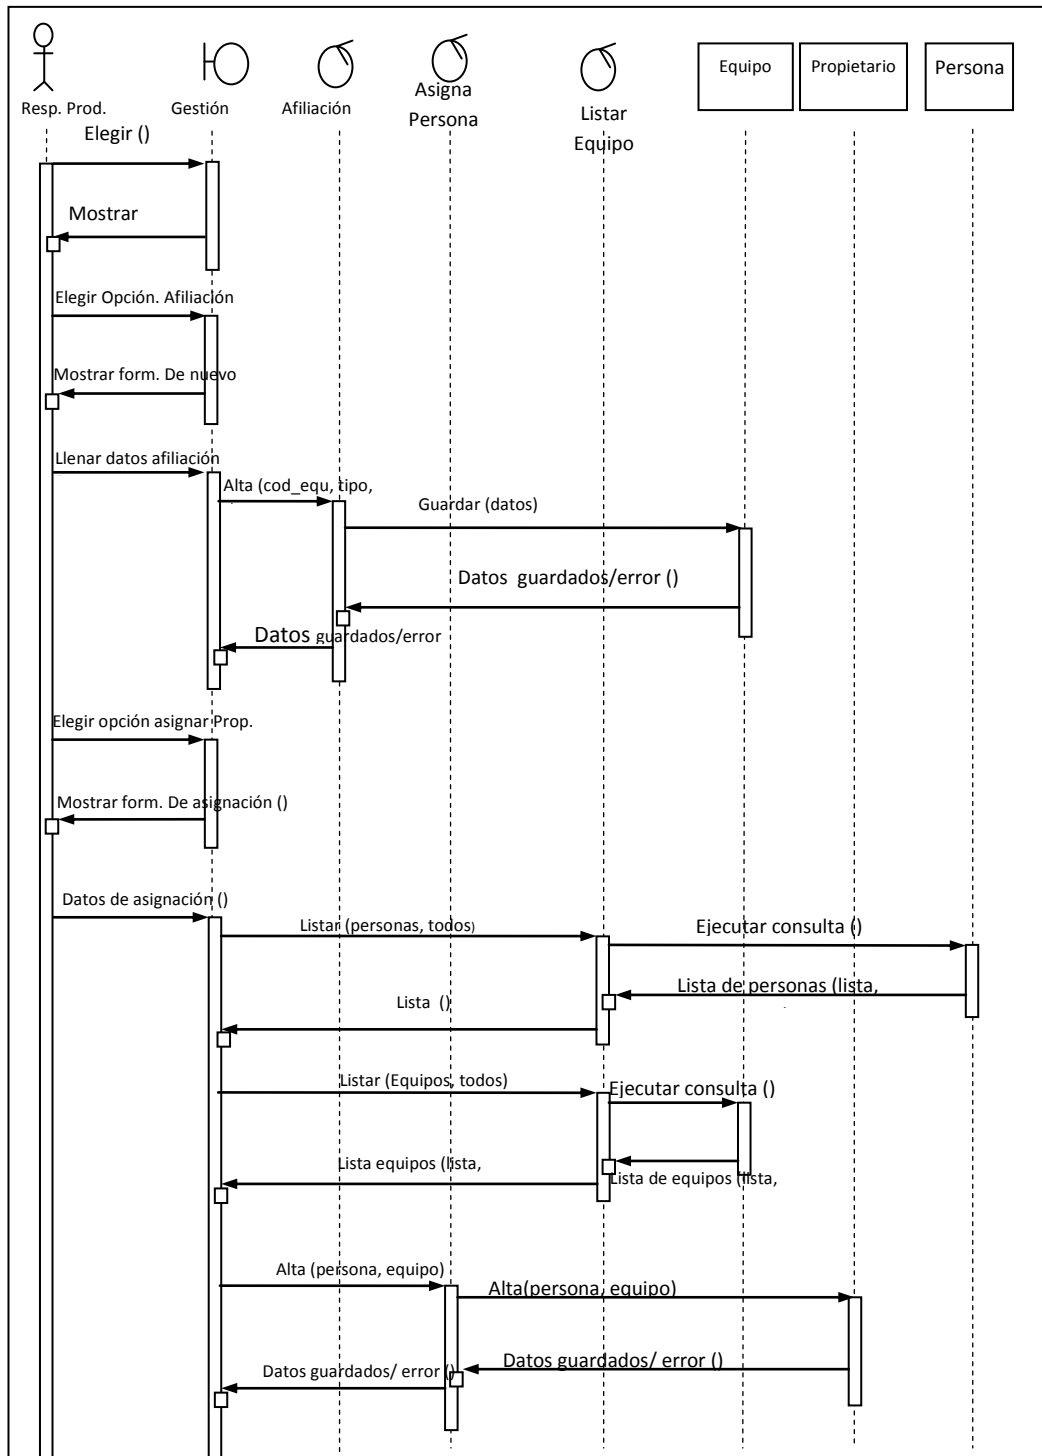 Equipo
Propietario
Persona
Resp. Prod.
Gestión
Afiliación
Asigna
Persona
Listar
Equipo
Elegir ()
Mostrar
Elegir Opción. Afiliación
Mostrar form. De nuevo
Llenar datos afiliación
Alta (cod_equ, tipo,
Guardar (datos)
Datos guardados/error ()
Datos guardados/error
Elegir opción asignar Prop.
Mostrar form. De asignación ()
Datos de asignación ()
Listar (personas, todos)
Ejecutar consulta ()
Lista de personas (lista,
Lista ()
Listar (Equipos, todos)
Ejecutar consulta ()
Lista equipos (lista,
Lista de equipos (lista,
Alta (persona, equipo)
Alta(persona, equipo)
Datos guardados/ error ()
Datos guardados/ error ()